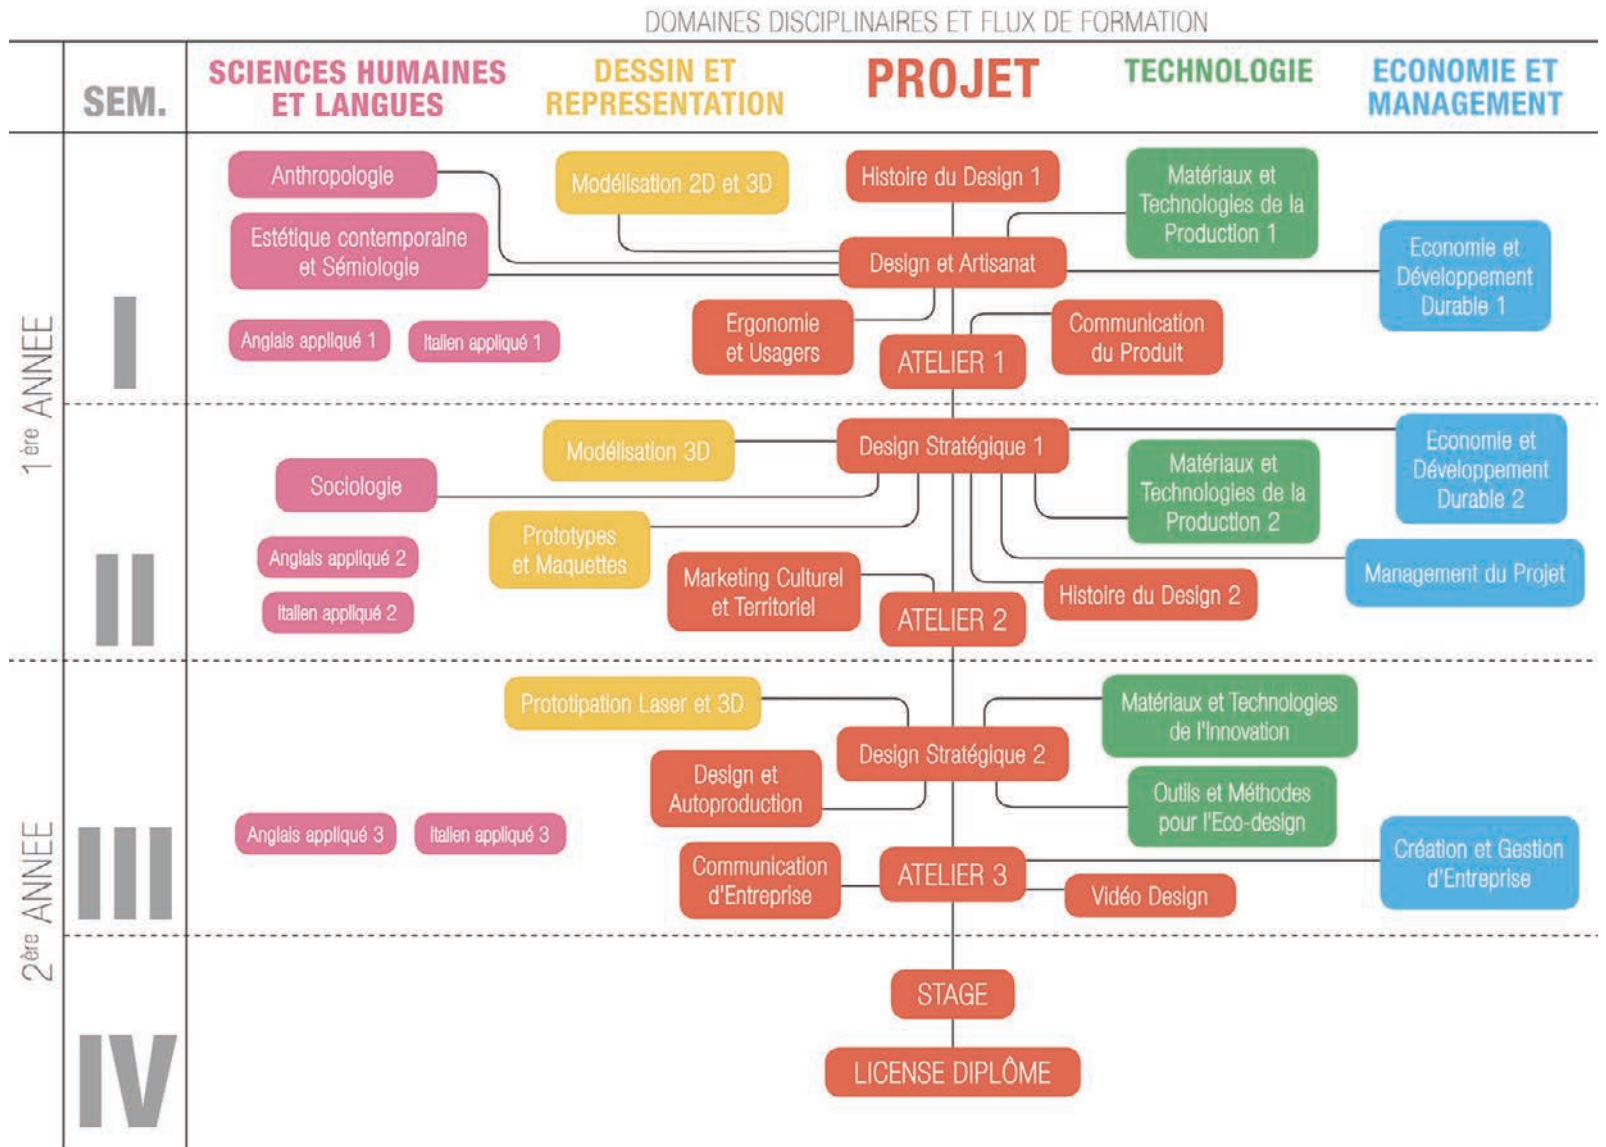 DOMAINES DISCIPLINAIRES ET FLUX DE FORMATION
SEM.
SCIENCES HUMAINES
ET LANGUES
DESSIN ET
REPRESENTATION
PROJET
TECHNOLOGIE
ECONOMIE ET
MANAGEMENT
1ère ANNEE
I
Anthropologie
Modélisation 2D et 3D
Histoire du Design 1
Matériaux et
Technologies de la
Production 1
Estétique contemporaine
et Sémiologie
Design et Artisanat
Economie et
Développement
Durable 1
Anglais appliqué 1
Italien appliqué 1
Ergonomie
et Usagers
ATELIER 1
Communication
du Produit
II
Modélisation 3D
Design Stratégique 1
Economie et
Développement
Durable 2
Sociologie
Matériaux et
Technologies de la
Production 2
Prototypes
et Maquettes
Anglais appliqué 2
Italien appliqué 2
Marketing Culturel
et Territoriel
ATELIER 2
Histoire du Design 2
Management du Projet
2ère ANNEE
III
Prototipation Laser et 3D
Matériaux et Technologies
de l'Innovation
Design Stratégique 2
Design et
Autoproduction
Outils et Méthodes
pour l'Eco-design
Anglais appliqué 3
Italien appliqué 3
Communication
d'Entreprise
ATELIER 3
Vidéo Design
Création et Gestion
d'Entreprise
IV
STAGE
LICENSE DIPLÔME